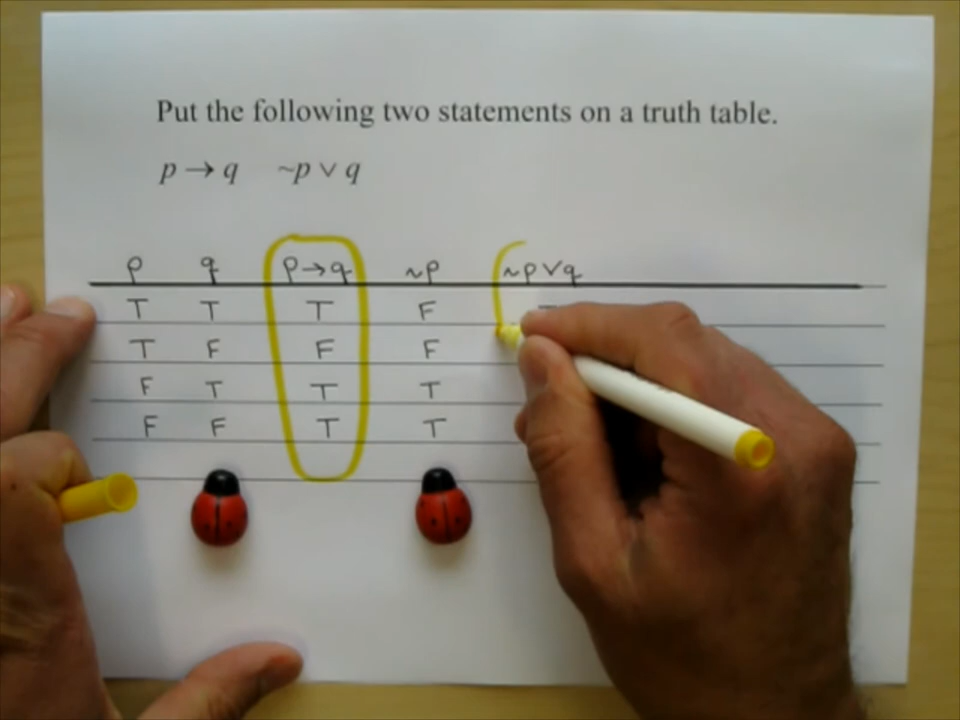 Put the following two statements on a truth table.
p → q ~p ∨ q
p q p→q ~p ~p∨q
T T T F T
T F F F
F T T T
F F T T